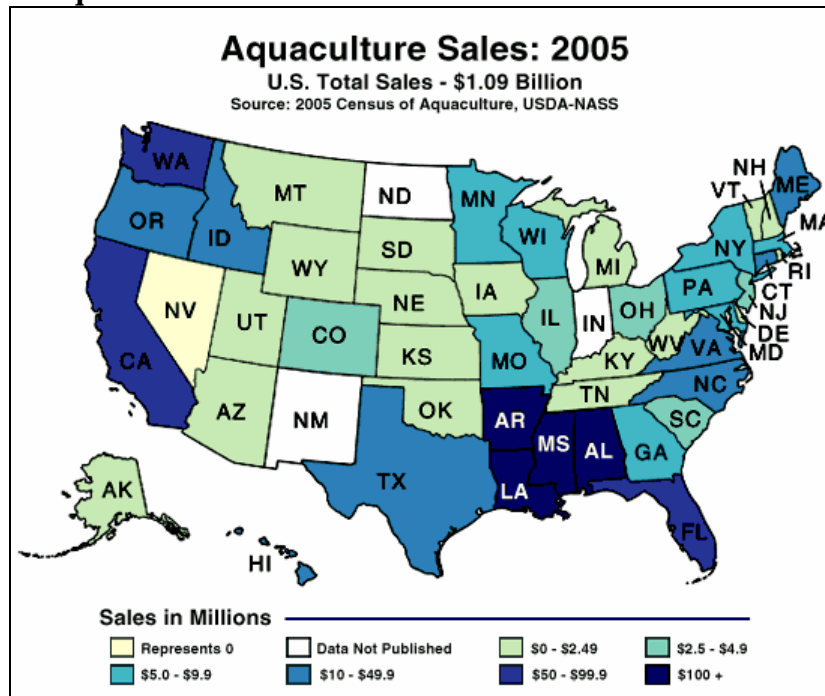 Aquaculture Sales: 2005
U.S. Total Sales - $1.09 Billion
Source: 2005 Census of Aquaculture, USDA-NASS
WA
MT
ND
MN
VT
NH
ME
OR
ID
WY
SD
WI
MI
NY
MA
RI
CT
NJ
DE
MD
PA
NV
UT
CO
NE
IA
IL
IN
OH
WV
VA
CA
KS
MO
KY
NC
AZ
NM
OK
AR
TN
SC
MS
AL
GA
TX
LA
FL
AK
HI
Sales in Millions
Represents 0
Data Not Published
$0 - $2.49
$2.5 - $4.9
$5.0 - $9.9
$10 - $49.9
$50 - $99.9
$100 +